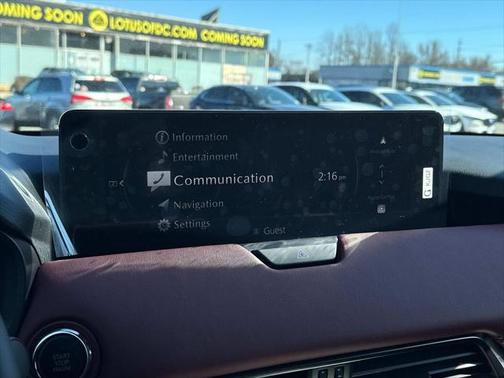 COMING SOON LOTUSOFDC.COM COMING SOON
Information
Entertainment
Communication
2:16 pm
Navigation
Settings
Guest
START
STOP